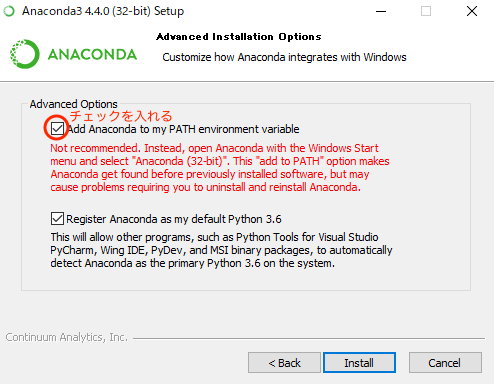 Anaconda3 4.4.0 (32-bit) Setup
ANACONDA
Advanced Installation Options
Customize how Anaconda integrates with Windows
Advanced Options
チェックを入れる
Add Anaconda to my PATH environment variable
Not recommended. Instead, open Anaconda with the Windows Start
menu and select "Anaconda (32-bit)". This "add to PATH" option makes
Anaconda get found before previously installed software, but may
cause problems requiring you to uninstall and reinstall Anaconda.
Register Anaconda as my default Python 3.6
This will allow other programs, such as Python Tools for Visual Studio
PyCharm, Wing IDE, PyDev, and MSI binary packages, to automatically
detect Anaconda as the primary Python 3.6 on the system.
Continuum Analytics, Inc.
< Back
Install
Cancel